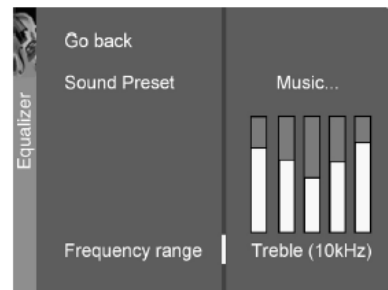 Equalizer
Go back
Sound Preset Music...
Frequency range Treble (10kHz)